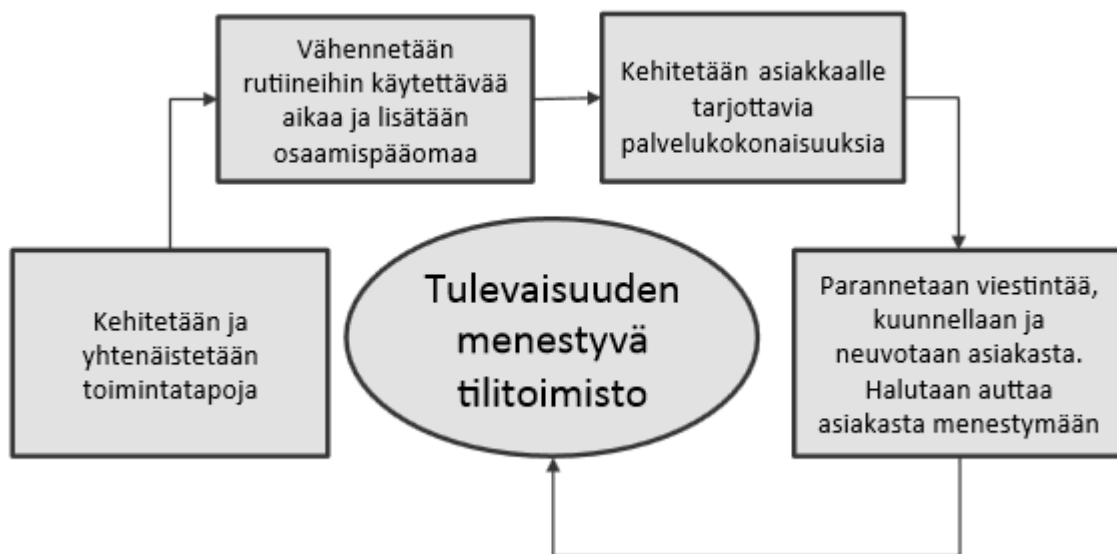 Vähennetään
rutiineihin käytettävää
aikaa ja lisätään
osaamispääomaa
Kehitetään asiakkaalle
tarjottavia
palvelukokonaisuuksia
Kehitetään ja
yhtenäistetään
toimintatapoja
Tulevaisuuden
menestyvä
tilitoimisto
Parannetaan viestintää,
kuunnellaan ja
neuvotaan asiakasta.
Halutaan auttaa
asiakasta menestymään